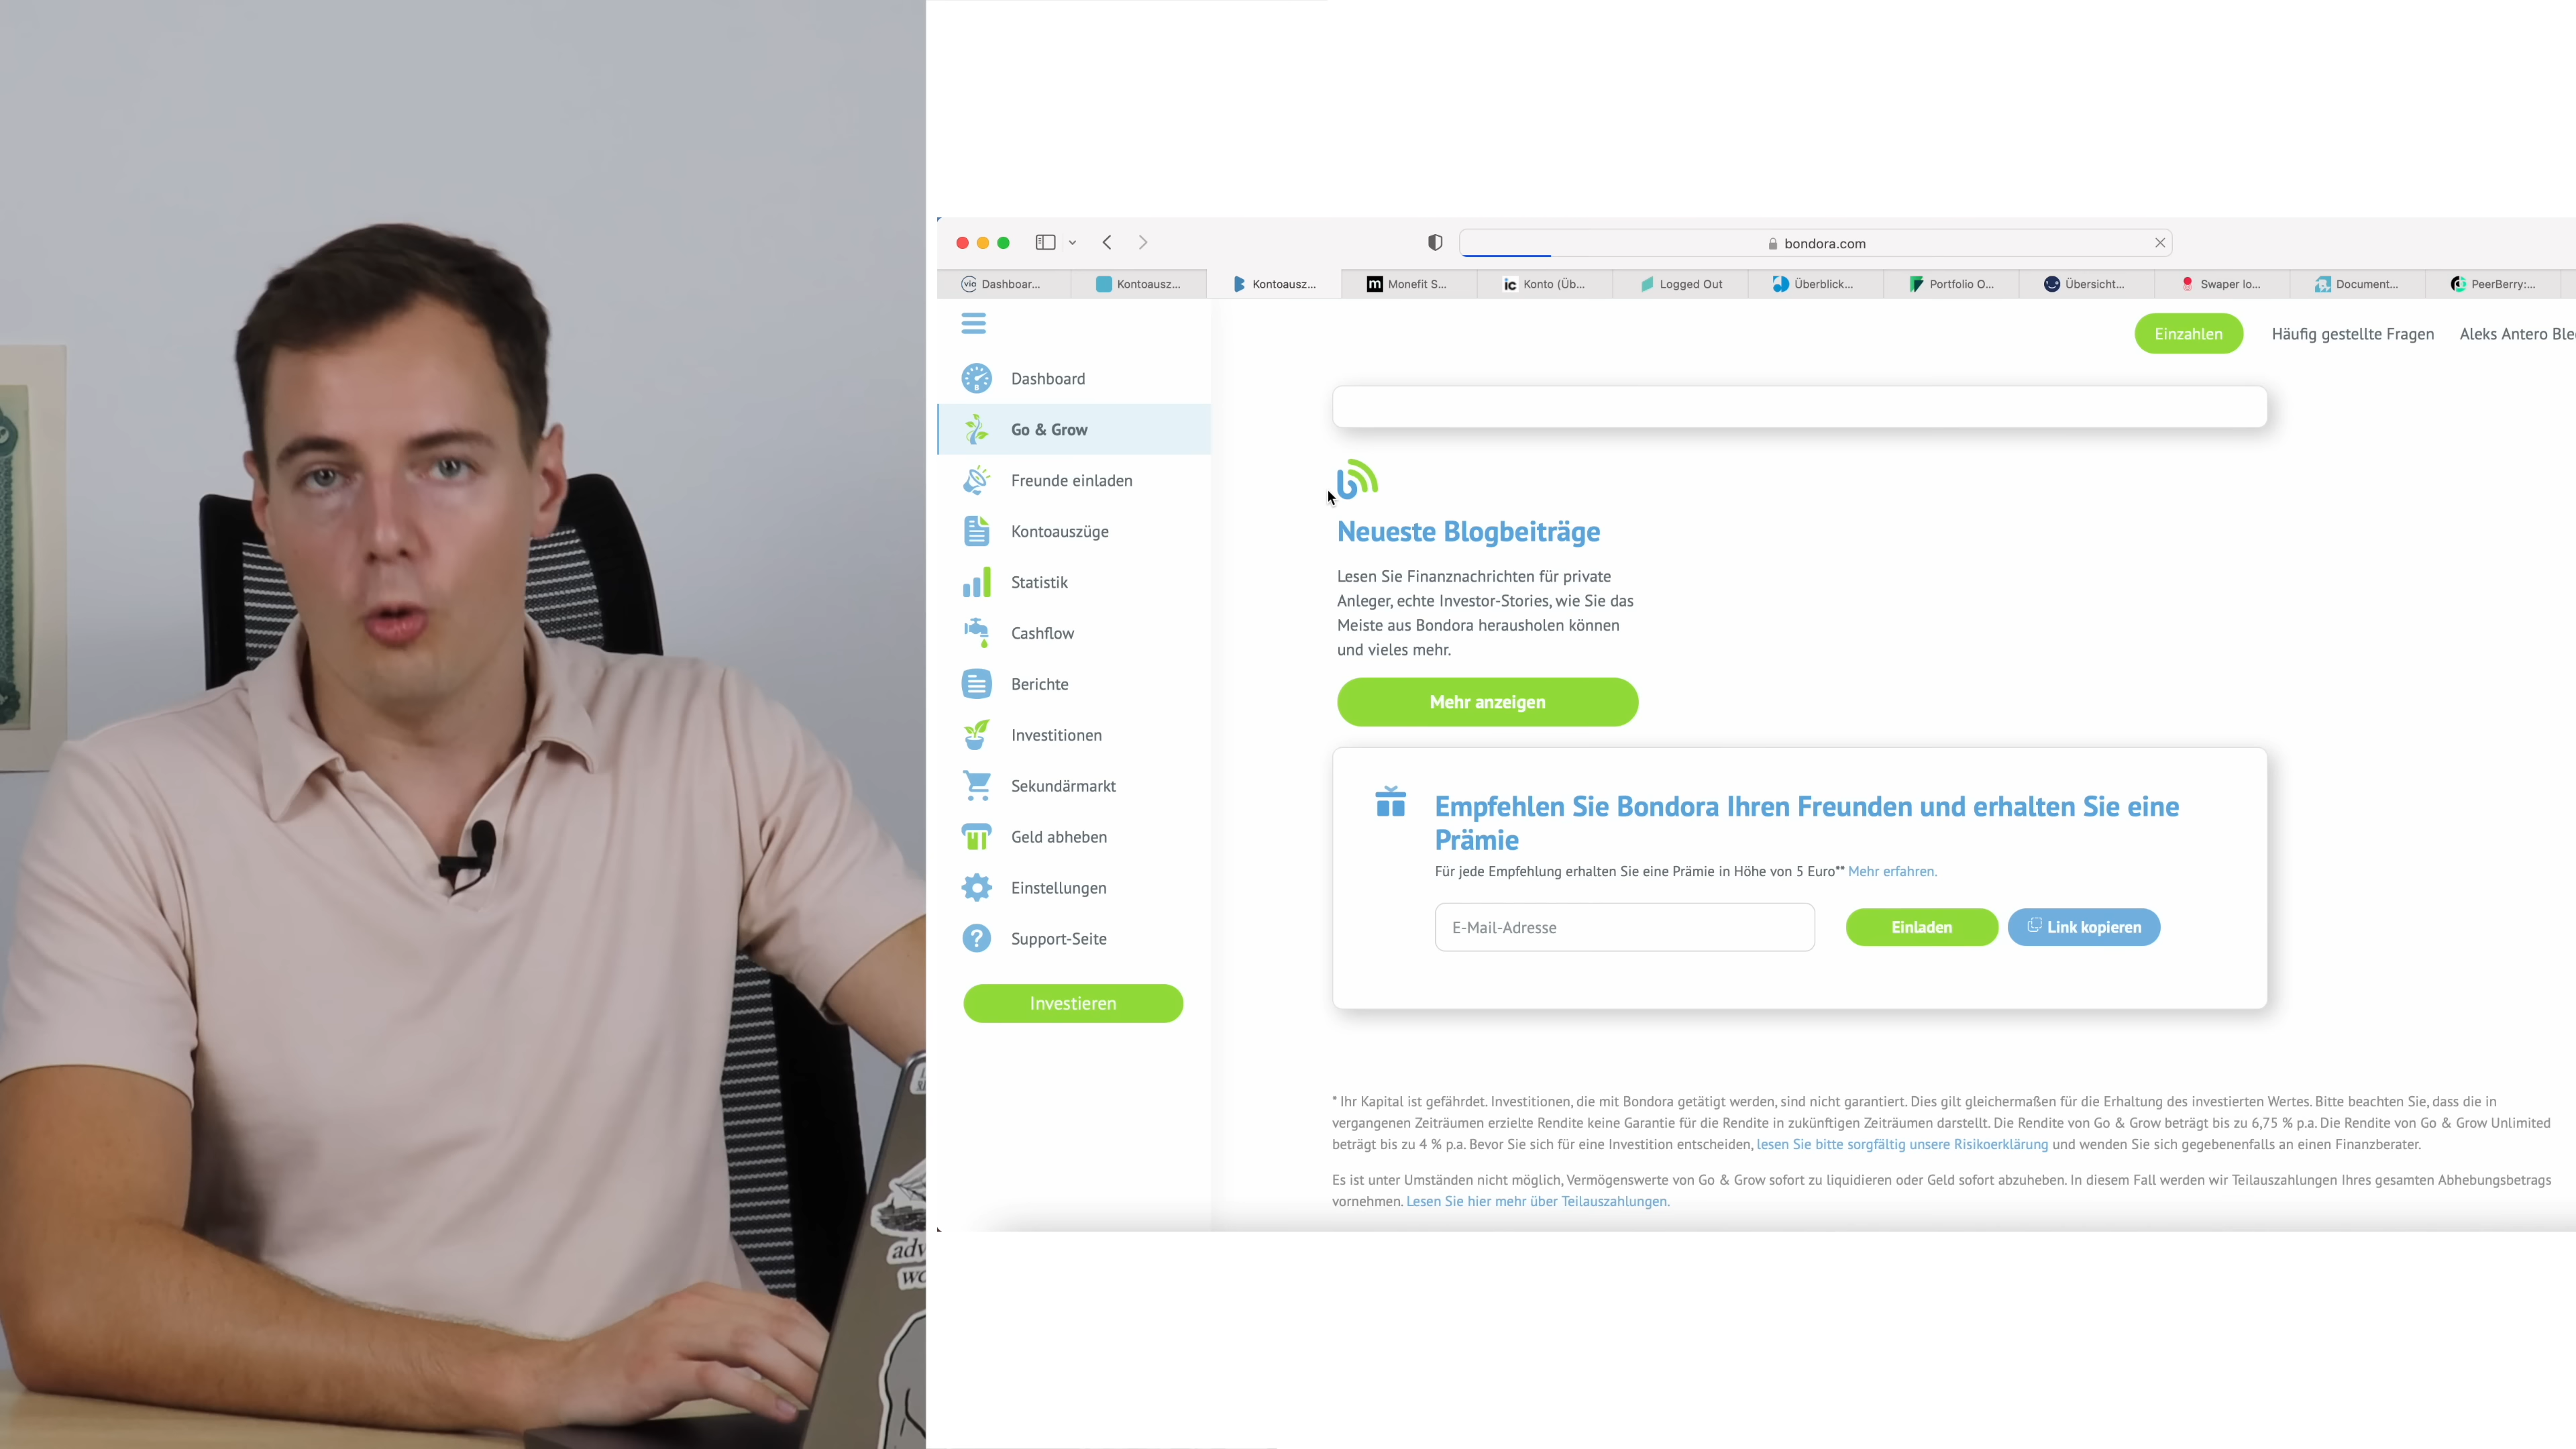 bondora.com
Dashboar...
Kontoausz...
Kontoausz...
Monefit S...
Konto (Üb...
Logged Out
Überblick...
Portfolio O...
Übersicht...
Swaper lo...
Document...
PeerBerry:...
Einzahlen
Häufig gestellte Fragen
Aleks Antero Ble
Dashboard
Go & Grow
Freunde einladen
Kontoauszüge
Statistik
Cashflow
Berichte
Investitionen
Sekundärmarkt
Geld abheben
Einstellungen
Support-Seite
Investieren
Neueste Blogbeiträge
Lesen Sie Finanznachrichten für private
Anleger, echte Investor-Stories, wie Sie das
Meiste aus Bondora herausholen können
und vieles mehr.
Mehr anzeigen
Empfehlen Sie Bondora Ihren Freunden und erhalten Sie eine
Prämie
Für jede Empfehlung erhalten Sie eine Prämie in Höhe von 5 Euro** Mehr erfahren.
E-Mail-Adresse
Einladen
Link kopieren
* Ihr Kapital ist gefährdet. Investitionen, die mit Bondora getätigt werden, sind nicht garantiert. Dies gilt gleichermaßen für die Erhaltung des investierten Wertes. Bitte beachten Sie, dass die in
vergangenen Zeiträumen erzielte Rendite keine Garantie für die Rendite in zukünftigen Zeiträumen darstellt. Die Rendite von Go & Grow beträgt bis zu 6,75 % p.a. Die Rendite von Go & Grow Unlimited
beträgt bis zu 4 % p.a. Bevor Sie sich für eine Investition entscheiden, lesen Sie bitte sorgfältig unsere Risikoerklärung und wenden Sie sich gegebenenfalls an einen Finanzberater.
Es ist unter Umständen nicht möglich, Vermögenswerte von Go & Grow sofort zu liquidieren oder Geld sofort abzuheben. In diesem Fall werden wir Teilauszahlungen Ihres gesamten Abhebungsbetrags
vornehmen. Lesen Sie hier mehr über Teilauszahlungen.
adv
wo